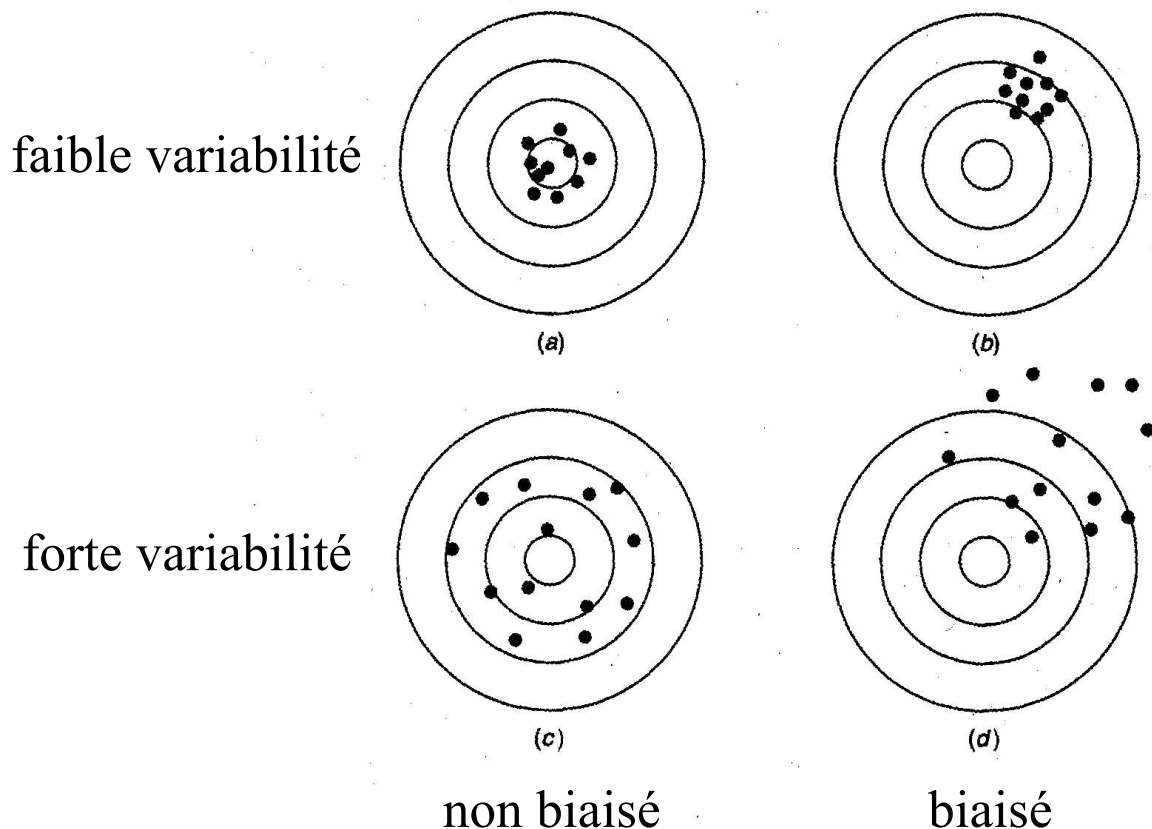 faible variabilité
(a)
(b)
forte variabilité
(c)
(d)
non biaisé
biaisé